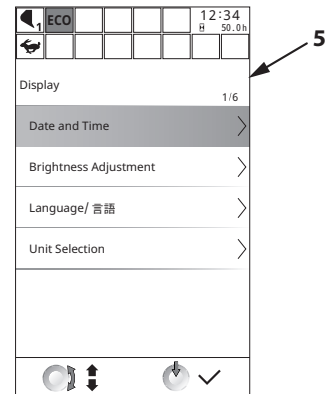 1 ECO 12:34
H 50.0h
5
Display
1/6
Date and Time
Brightness Adjustment
Language/ 言語
Unit Selection